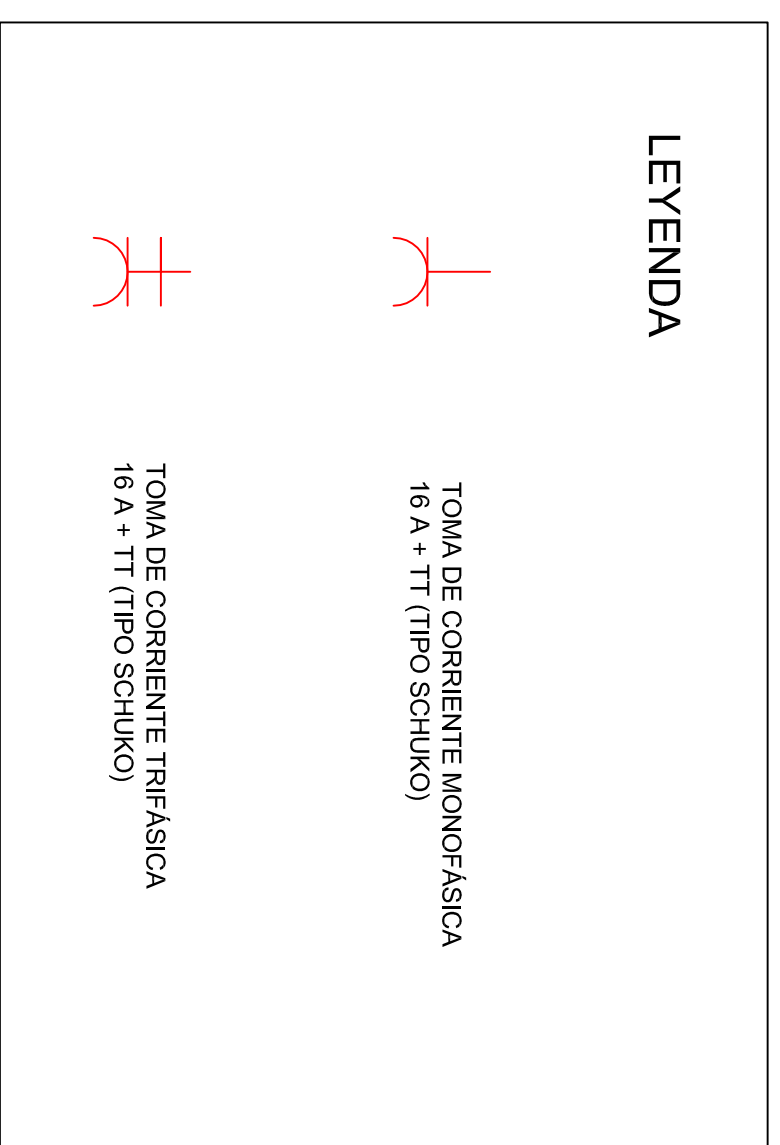 LEYENDA
TOMA DE CORRIENTE MONOFÁSICA
16 A + TT (TIPO SCHUKO)
TOMA DE CORRIENTE TRIFÁSICA
16 A + TT (TIPO SCHUKO)